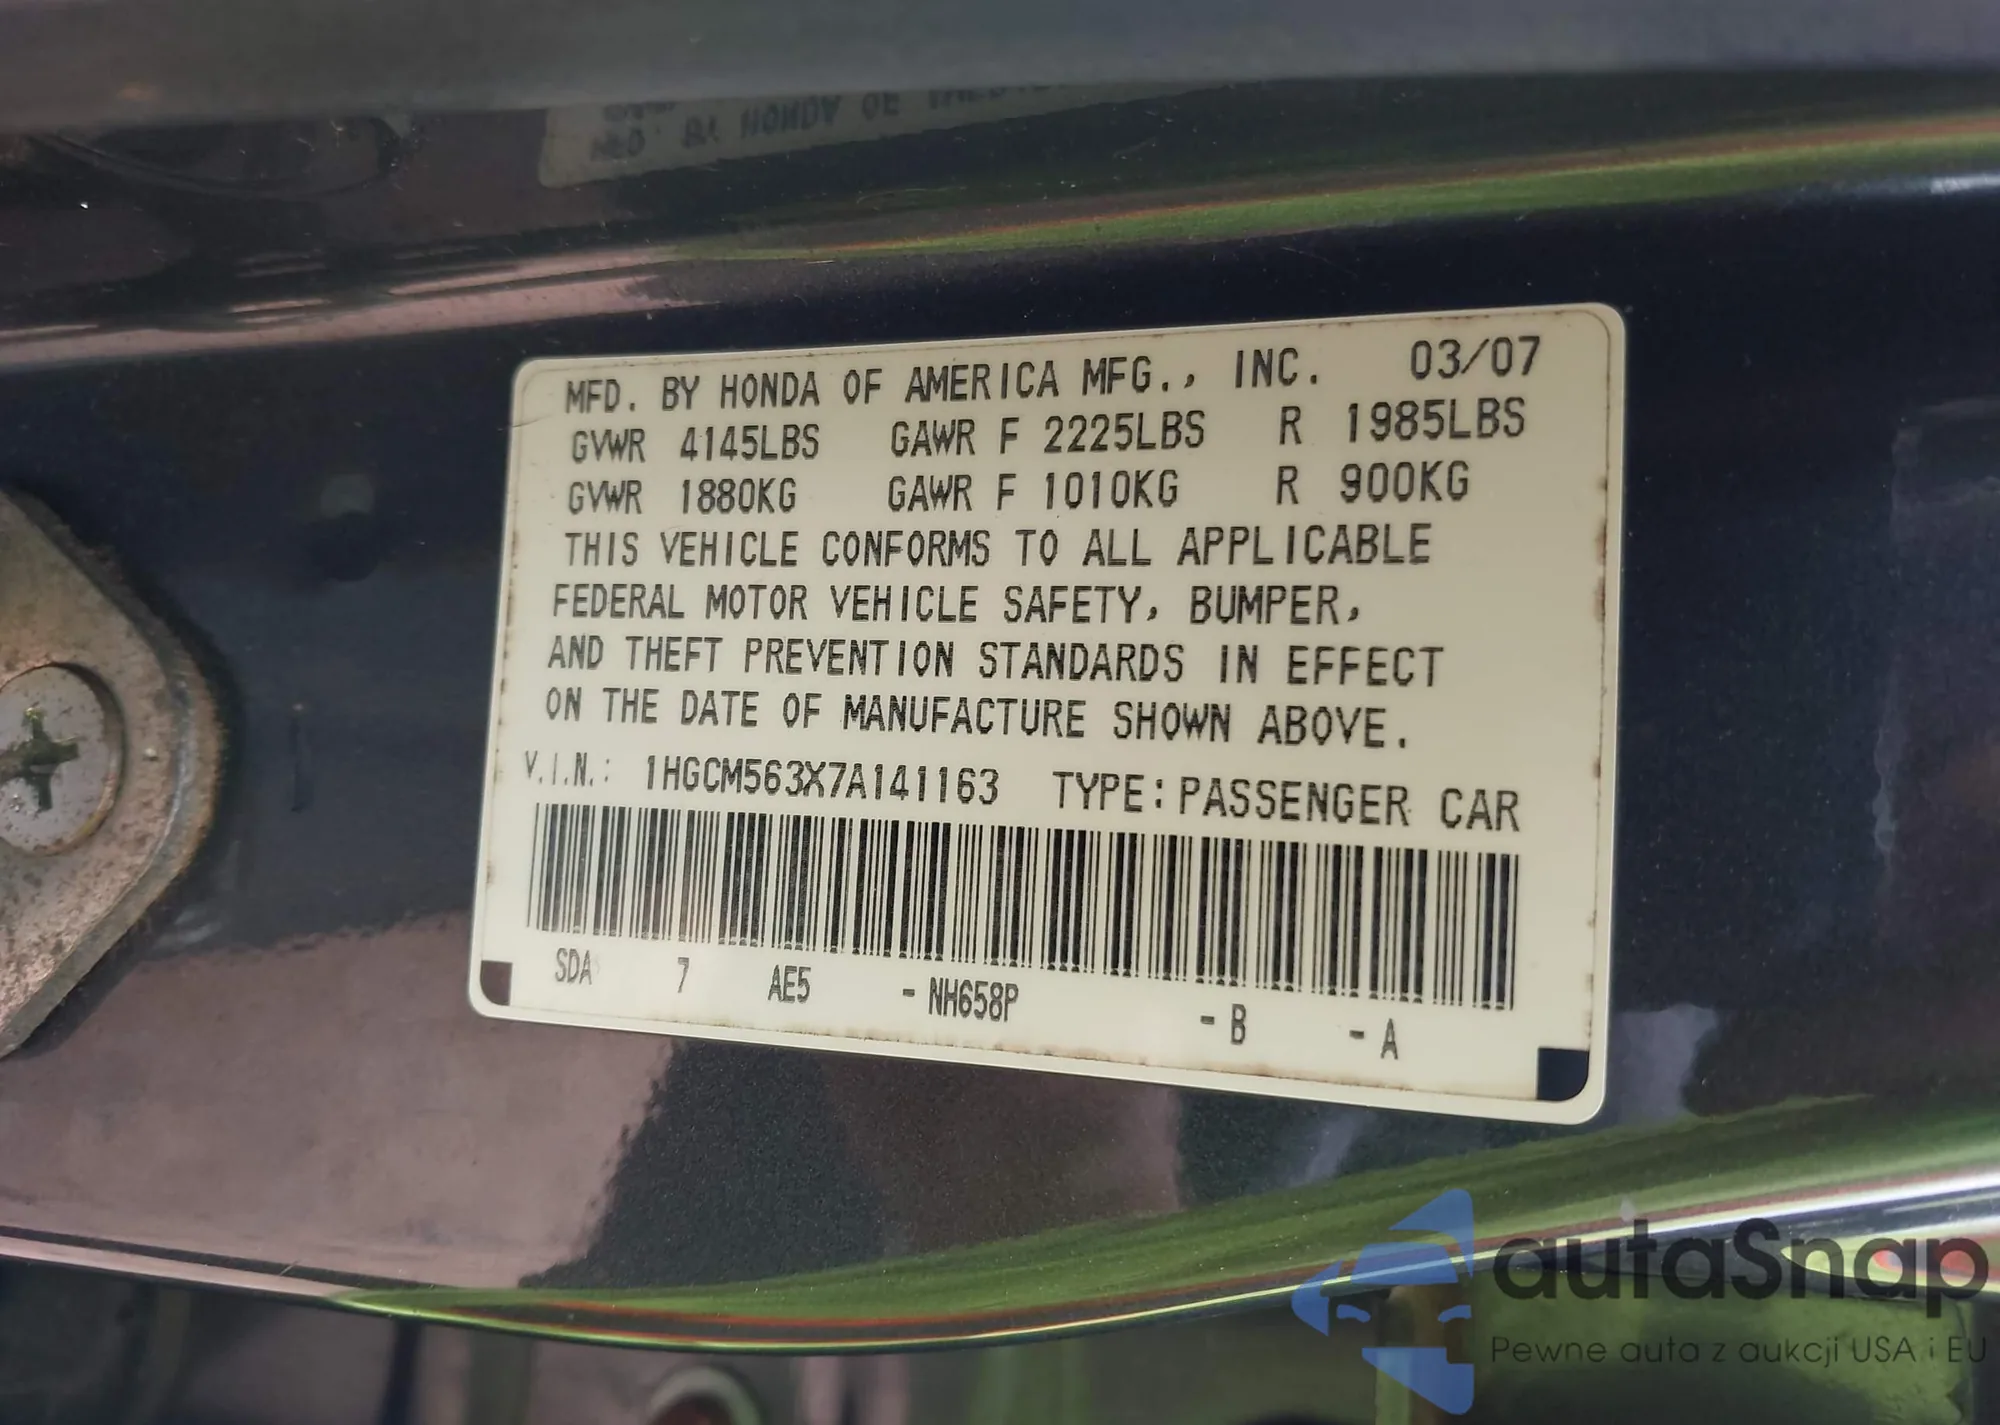 MFD. BY HONDA OF AMERICA MFG., INC. 03/07
GVWR 4145LBS GAWR F 2225LBS R 1985LBS
GVWR 1880KG GAWR F 1010KG R 900KG
THIS VEHICLE CONFORMS TO ALL APPLICABLE
FEDERAL MOTOR VEHICLE SAFETY, BUMPER,
AND THEFT PREVENTION STANDARDS IN EFFECT
ON THE DATE OF MANUFACTURE SHOWN ABOVE.
V.I.N.: 1HGCM563X7A141163 TYPE: PASSENGER CAR
SDA 7 AE5 - NH658P - B - A
autaSnap
Pewne auta z aukcji USA i EU